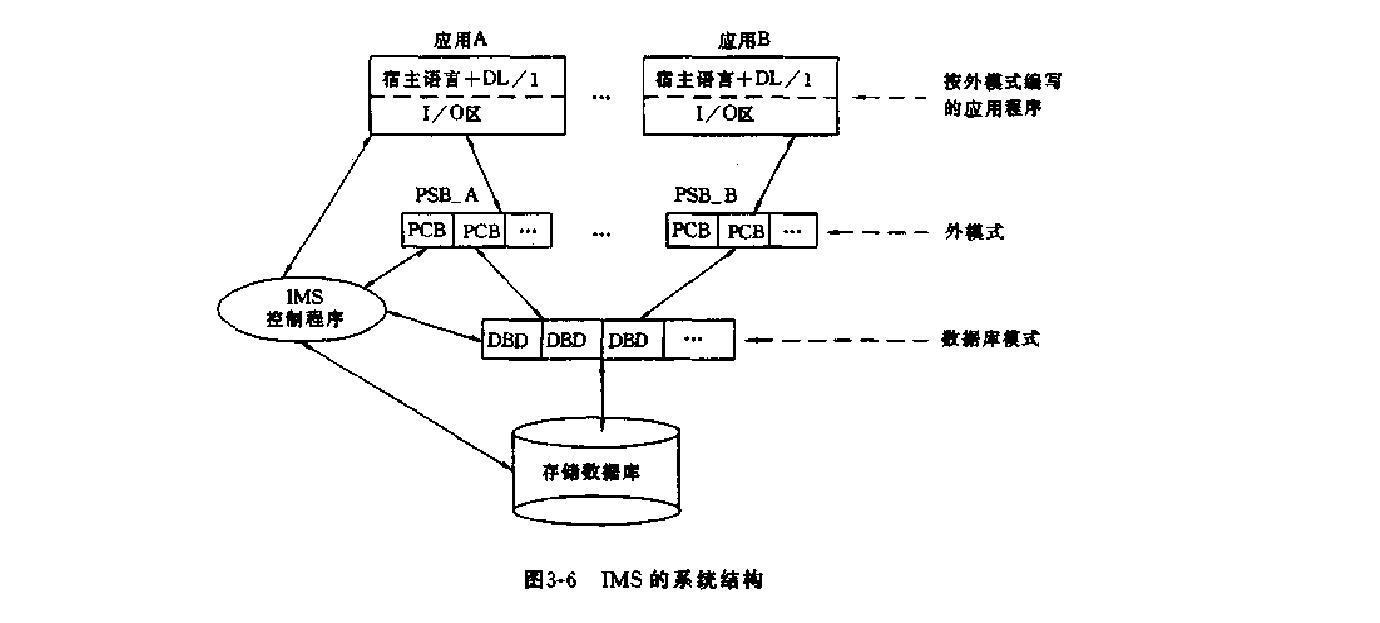 应用A
应用B
宿主语言+DL/1
I/O区
...
宿主语言+DL/1
I/O区
按外模式编写
的应用程序
PSB_A
PSB_B
PCB PCB ...
...
PCB PCB ...
外模式
IMS
控制程序
DBD DBD DBD ...
数据库模式
存储数据库
图3-6 IMS的系统结构